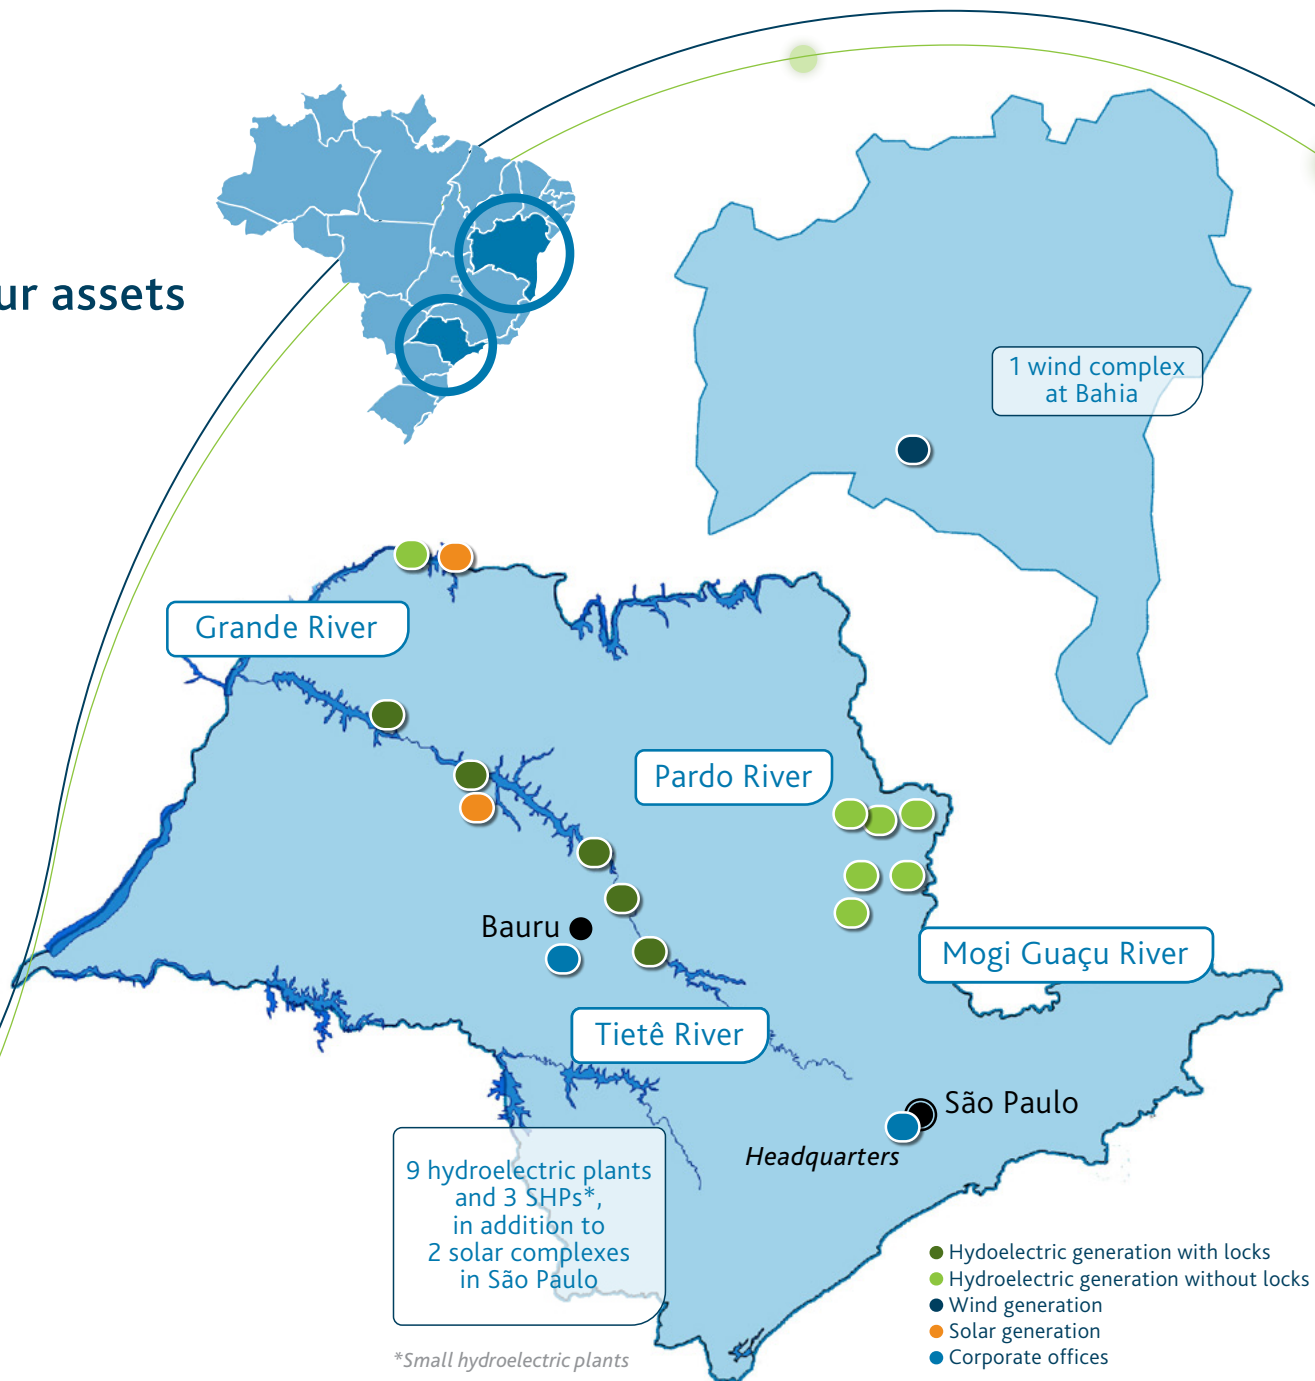 ur assets
1 wind complex
at Bahia
Grande River
Pardo River
Bauru
Mogi Guaçu River
Tietê River
São Paulo
Headquarters
9 hydroelectric plants
and 3 SHPs*,
in addition to
2 solar complexes
in São Paulo
*Small hydroelectric plants
Hydoelectric generation with locks
Hydroelectric generation without locks
Wind generation
Solar generation
Corporate offices